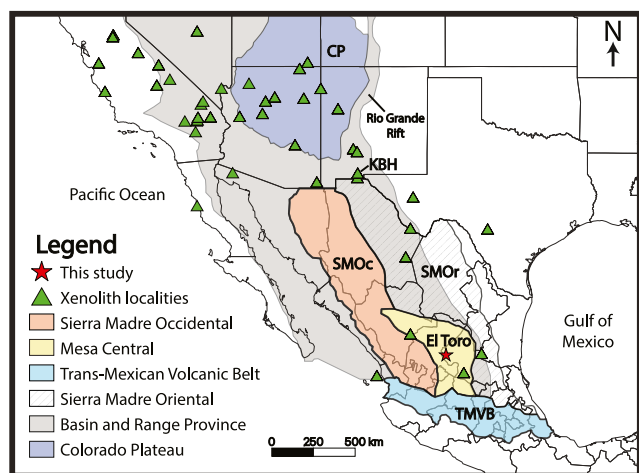 N
CP
Rio Grande
Rift
KBH
Pacific Ocean
SMOc
SMOr
El Toro
Gulf of
Mexico
TMVB
Legend
This study
Xenolith localities
Sierra Madre Occidental
Mesa Central
Trans-Mexican Volcanic Belt
Sierra Madre Oriental
Basin and Range Province
Colorado Plateau
0 250 500 km